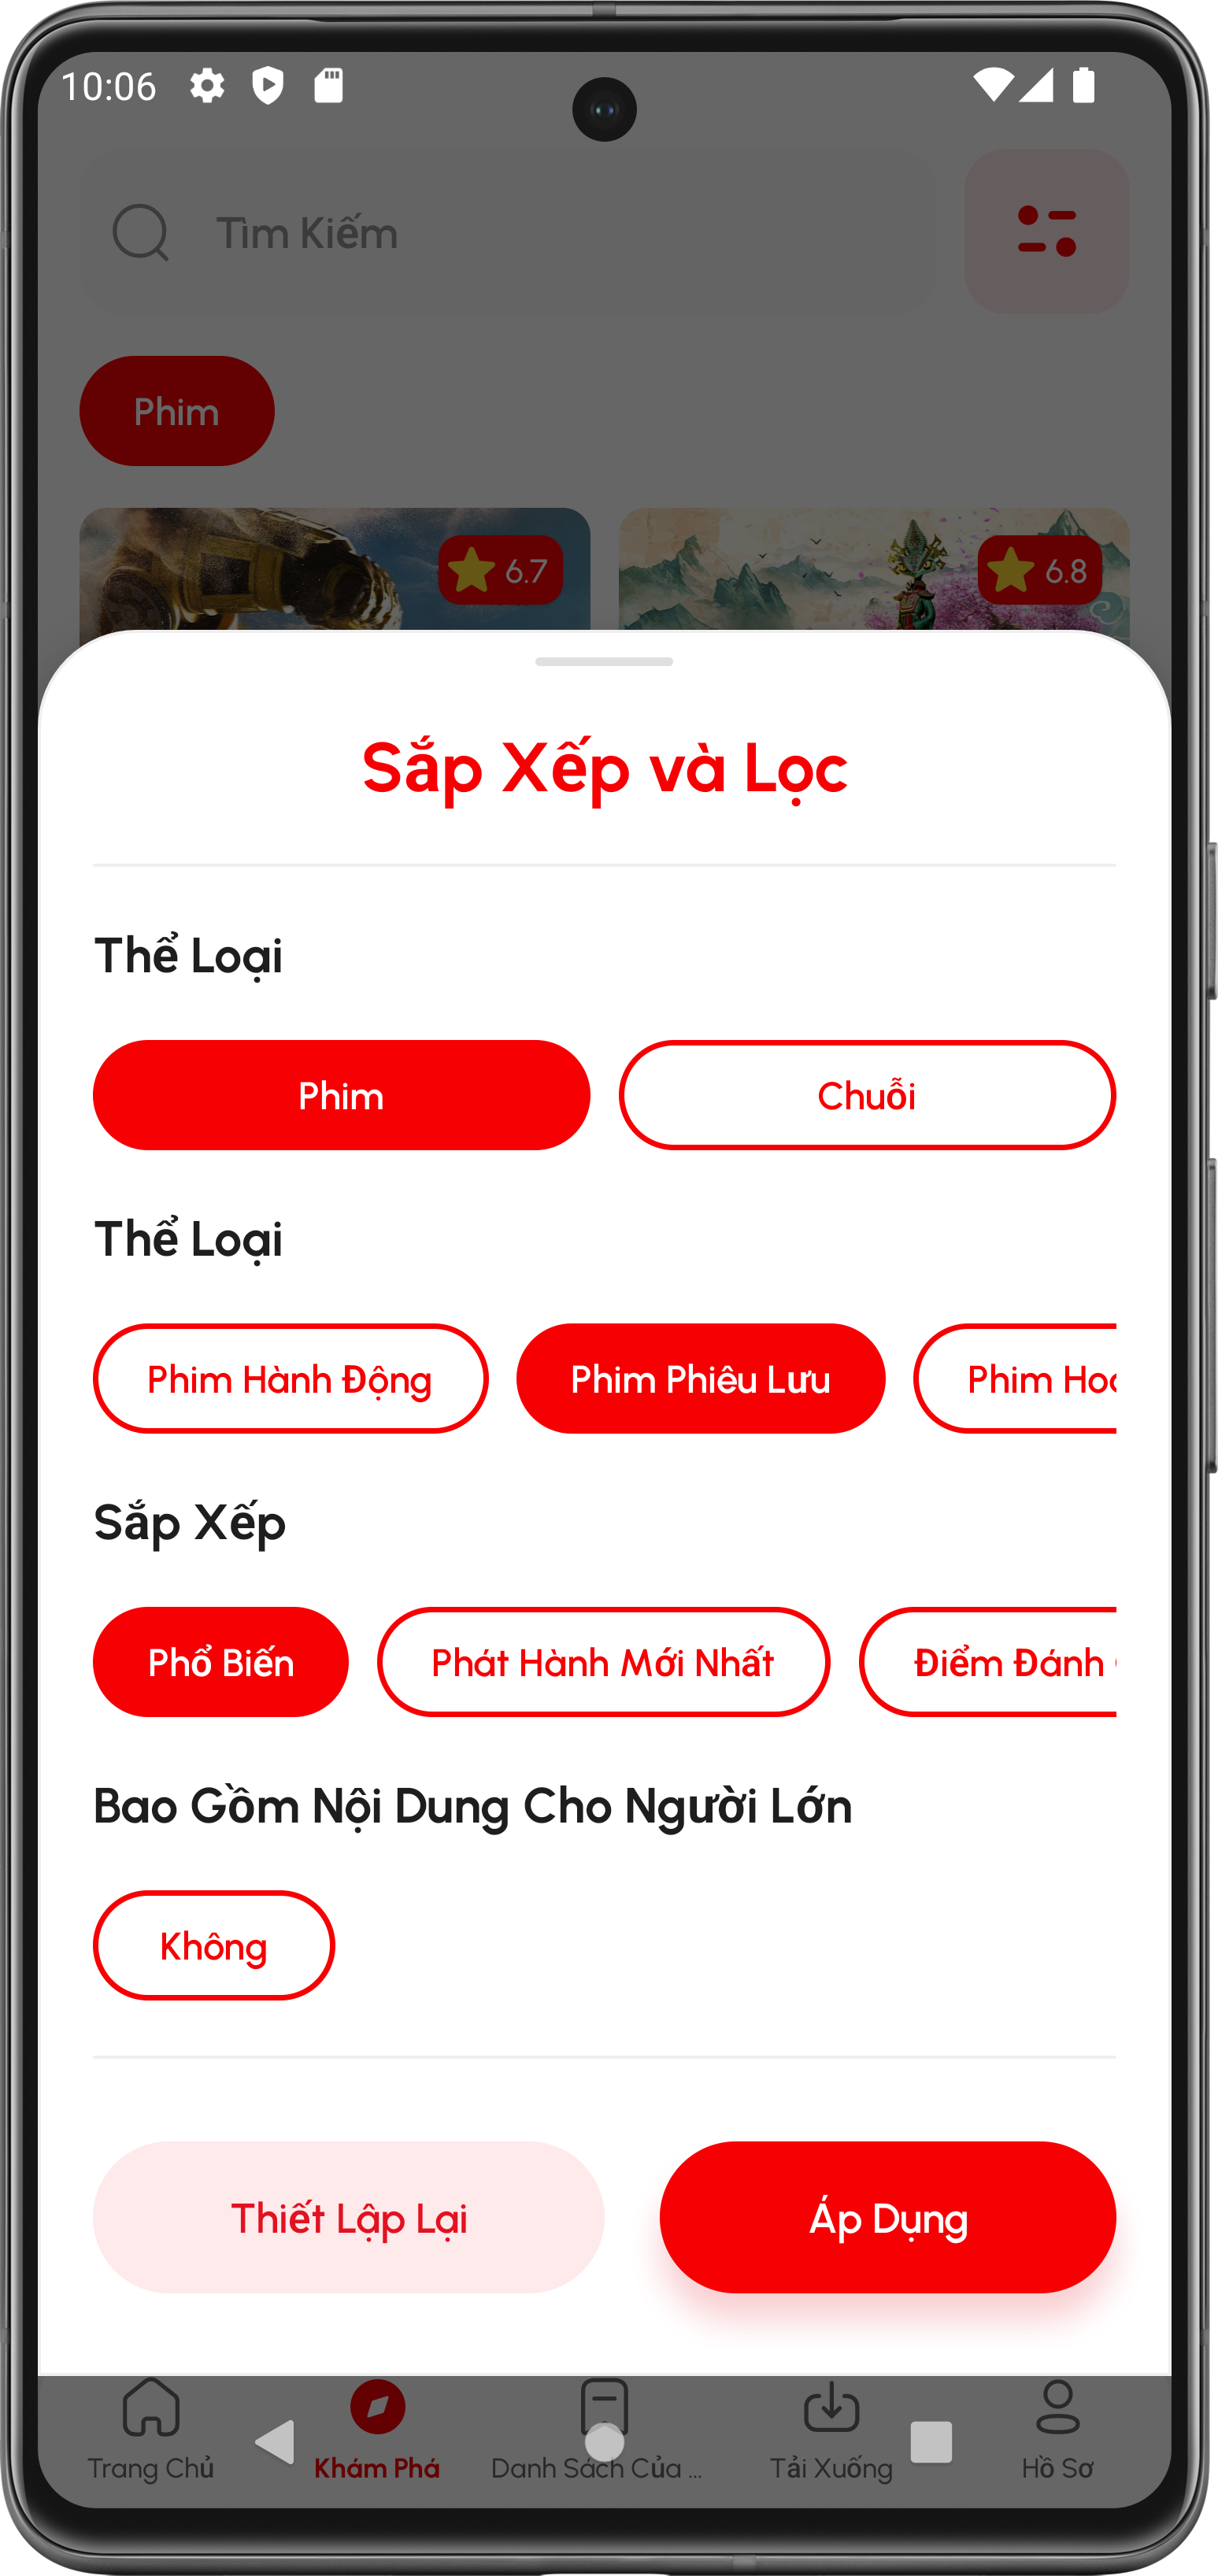 10:06
Tìm Kiếm
Phim
6.7
6.8
Sắp Xếp và Lọc
Thể Loại
Phim
Chuỗi
Thể Loại
Phim Hành Động
Phim Phiêu Lưu
Phim
Sắp Xếp
Phổ Biến
Phát Hành Mới Nhất
Điểm Đánh
Bao Gồm Nội Dung Cho Người Lớn
Không
Thiết Lập Lại
Áp Dụng
Trang Chủ
Khám Phá
Danh Sách Của ...
Tải Xuống
Hồ Sơ